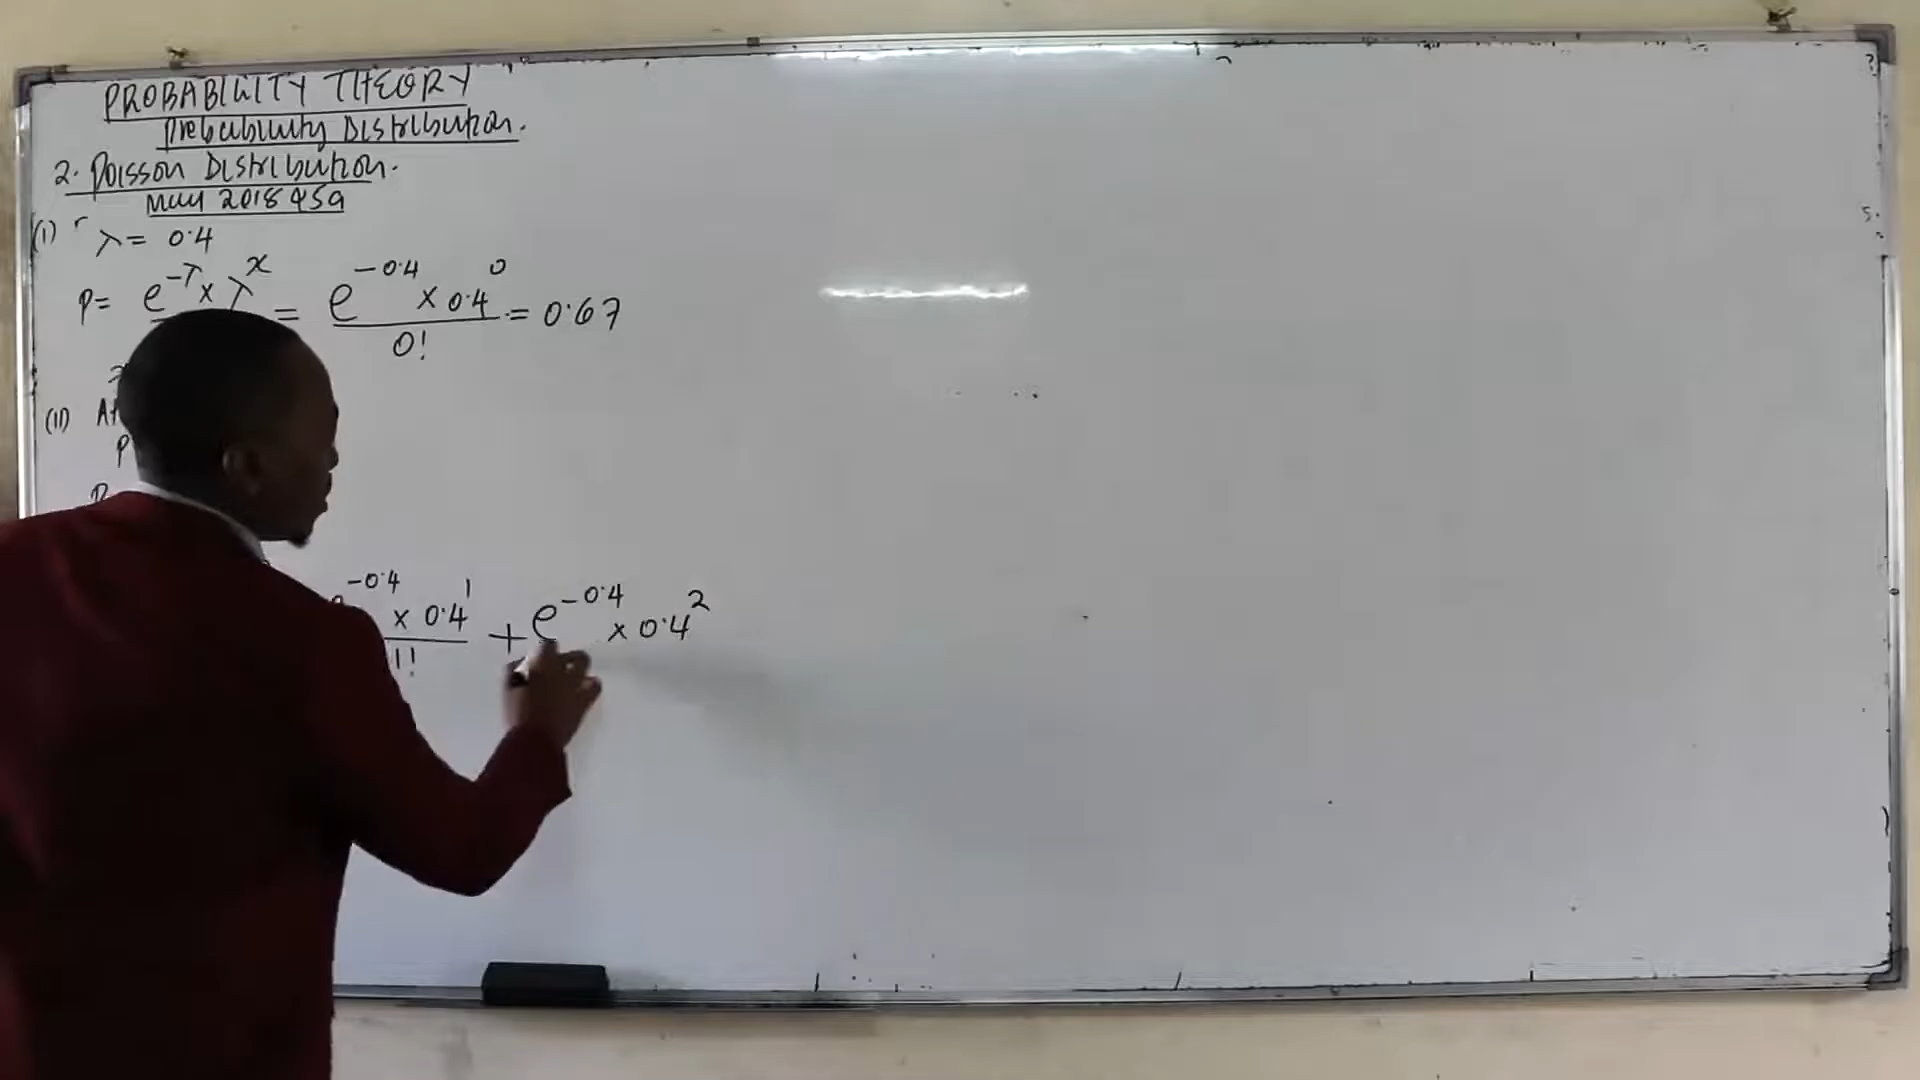 PROBABILITY THEORY
Probability Distribution.
2. Poisson Distribution.
May 2018 Q5a
(i) λ = 0.4
P= e^-λ x λ^x = e^-0.4 x 0.4^0 = 0.67
0!
(ii) At
P
-0.4 x 0.4^1 + e^-0.4 x 0.4^2
1!